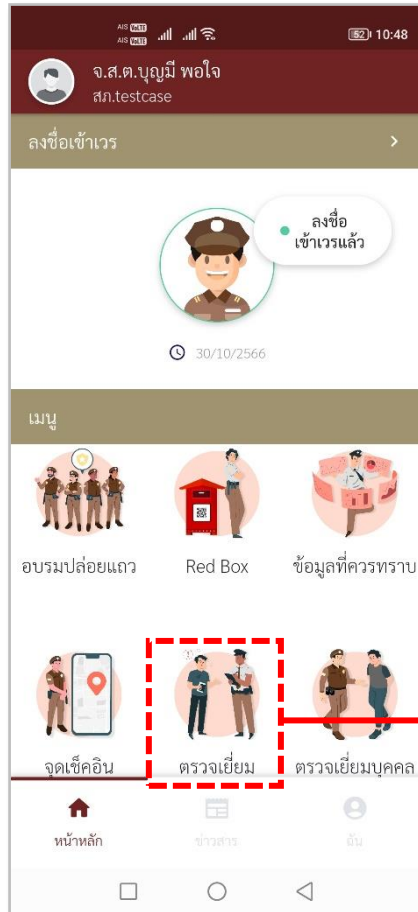 AIS VoLTE
AIS VoLTE
52 10:48
จ.ส.ต.บุญมี พอใจ
สภ.testcase
ลงชื่อเข้าเวร
ลงชื่อ
เข้าเวรแล้ว
30/10/2566
เมนู
อบรมปล่อยแถว Red Box ข้อมูลที่ควรทราบ
จุดเช็คอิน ตรวจเยี่ยม ตรวจเยี่ยมบุคคล
หน้าหลัก ข่าวสาร ฉัน